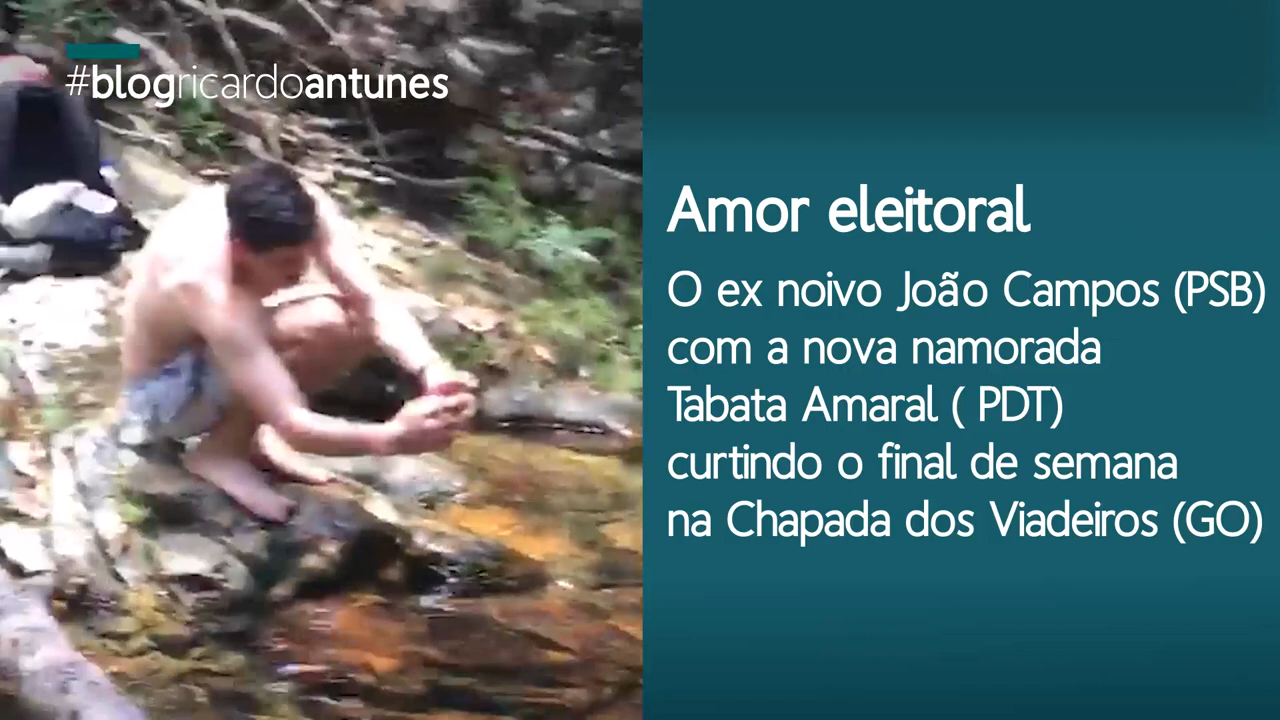 #blogricardoantunes
Amor eleitoral
O ex noivo João Campos (PSB)
com a nova namorada
Tabata Amaral ( PDT)
curtindo o final de semana
na Chapada dos Viadeiros (GO)